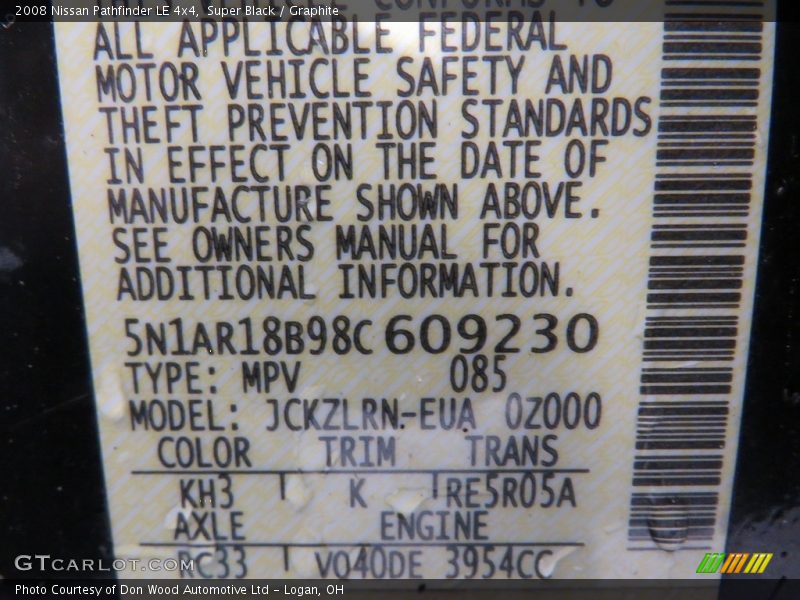 2008 Nissan Pathfinder LE 4x4, Super Black / Graphite
CONFORMS TO
ALL APPLICABLE FEDERAL
MOTOR VEHICLE SAFETY AND
THEFT PREVENTION STANDARDS
IN EFFECT ON THE DATE OF
MANUFACTURE SHOWN ABOVE.
SEE OWNERS MANUAL FOR
ADDITIONAL INFORMATION.
5N1AR18B98C609230
TYPE: MPV 085
MODEL: JCKZLRN-EUA 0Z000
COLOR TRIM TRANS
KH3 K RE5R05A
AXLE ENGINE
RC33 VQ40DE 3954CC
GTCARLOT.COM
Photo Courtesy of Don Wood Automotive Ltd - Logan, OH